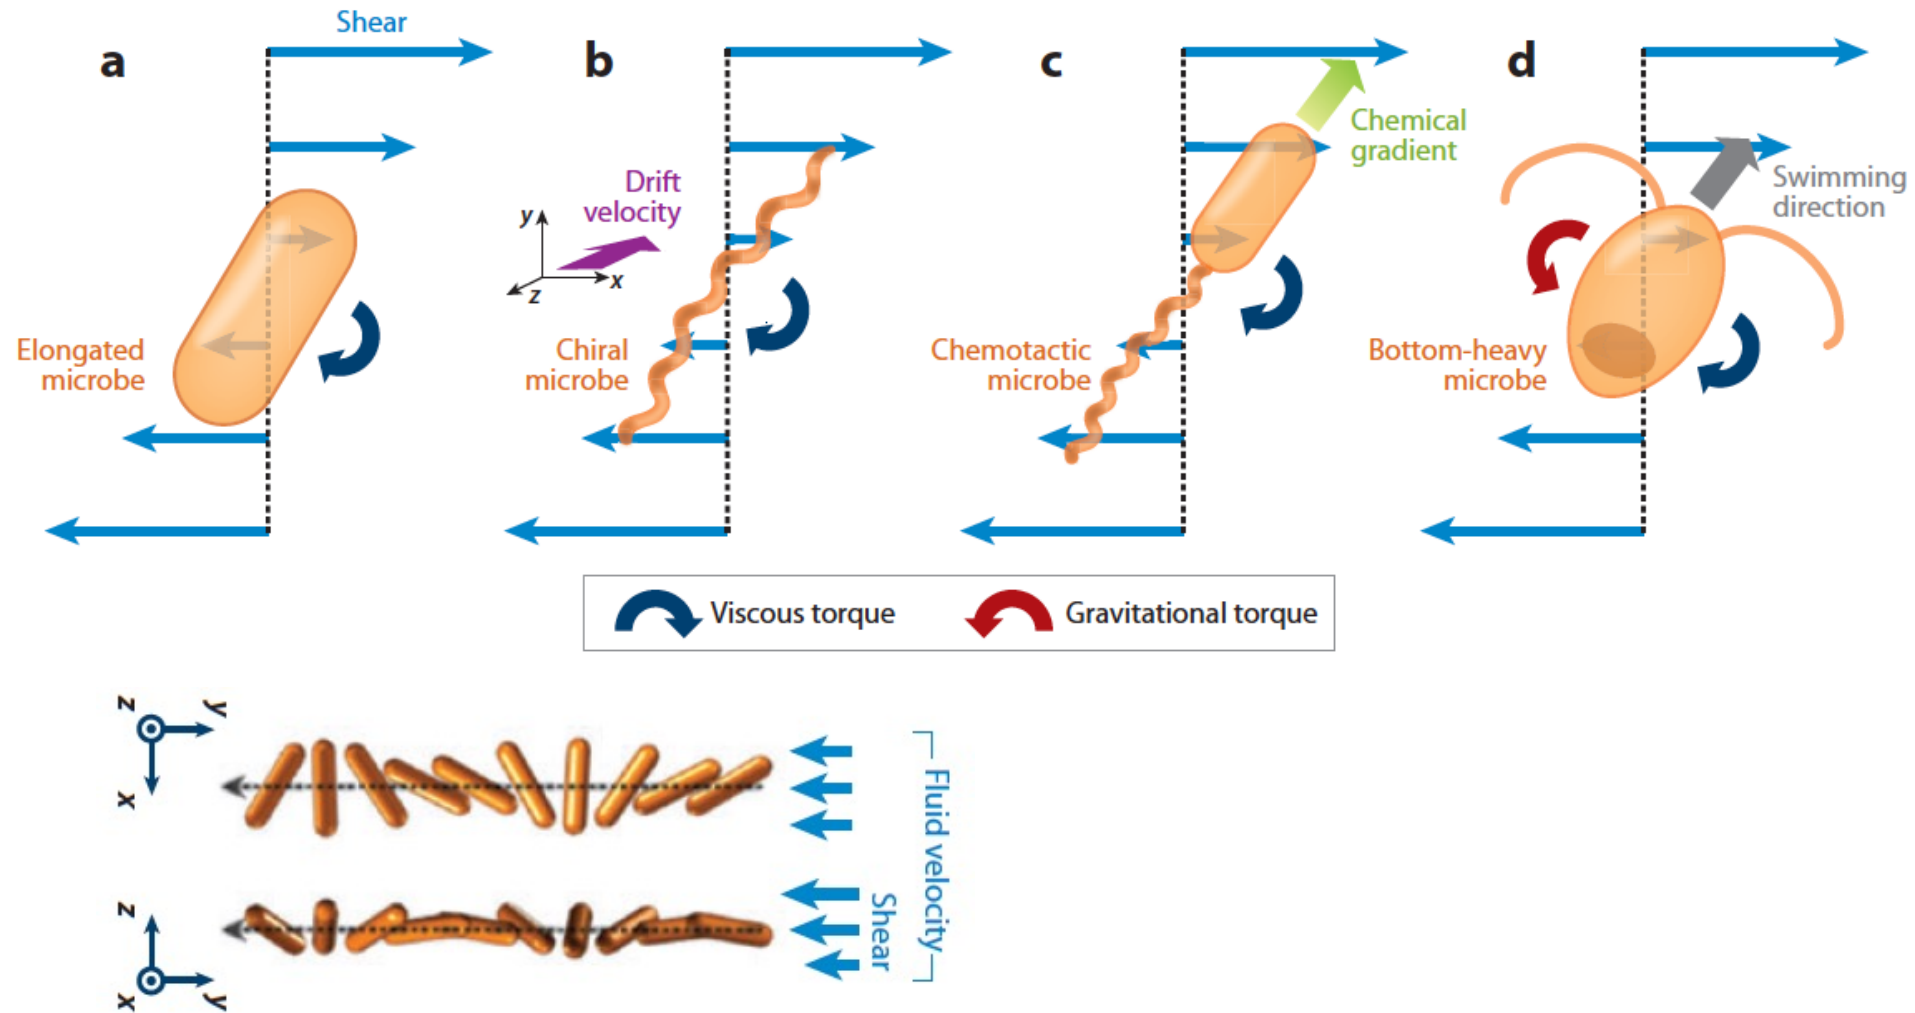 a
Shear
b
c
d
Chemical
gradient
Swimming
direction
Drift
velocity
y
x
z
Elongated
microbe
Chiral
microbe
Chemotactic
microbe
Bottom-heavy
microbe
Viscous torque
Gravitational torque
z
y
x
Fluid velocity
z
y
x
Shear